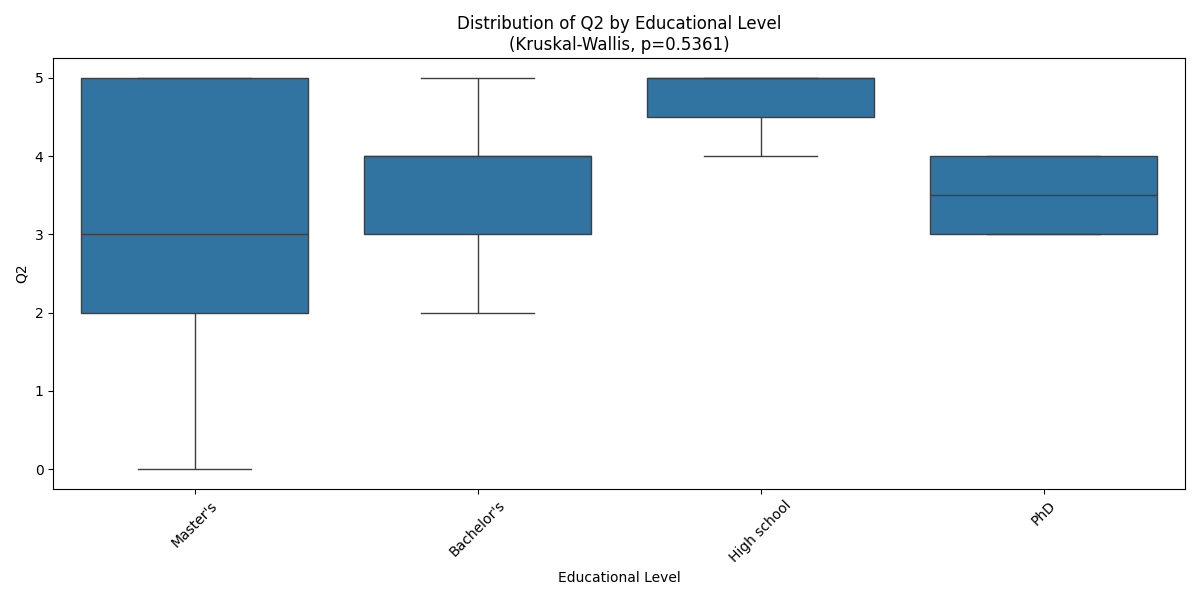 Distribution of Q2 by Educational Level
(Kruskal-Wallis, p=0.5361)
5
4
3
2
1
0
Q2
Master's
Bachelor's
High school
PhD
Educational Level